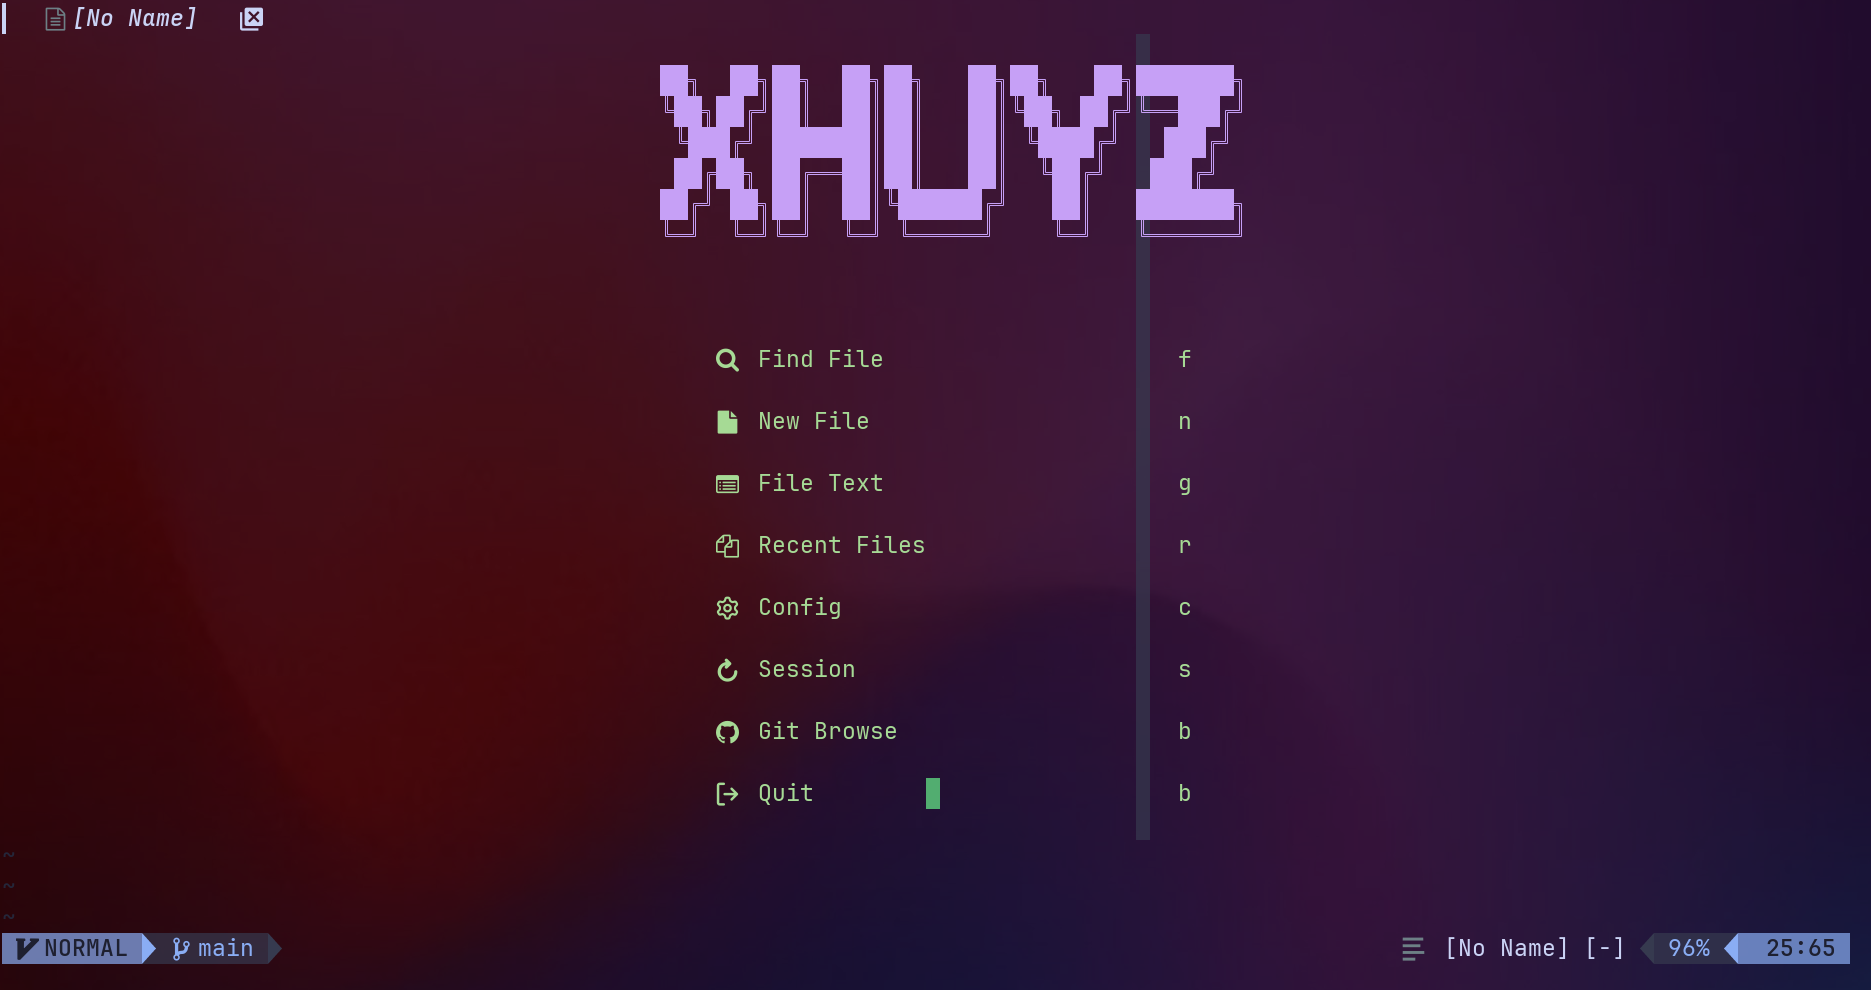 [No Name]
XHUYZ
Find File f
New File n
File Text g
Recent Files r
Config c
Session s
Git Browse b
Quit b
~
~
~
NORMAL main [No Name] [-] 96% 25:65